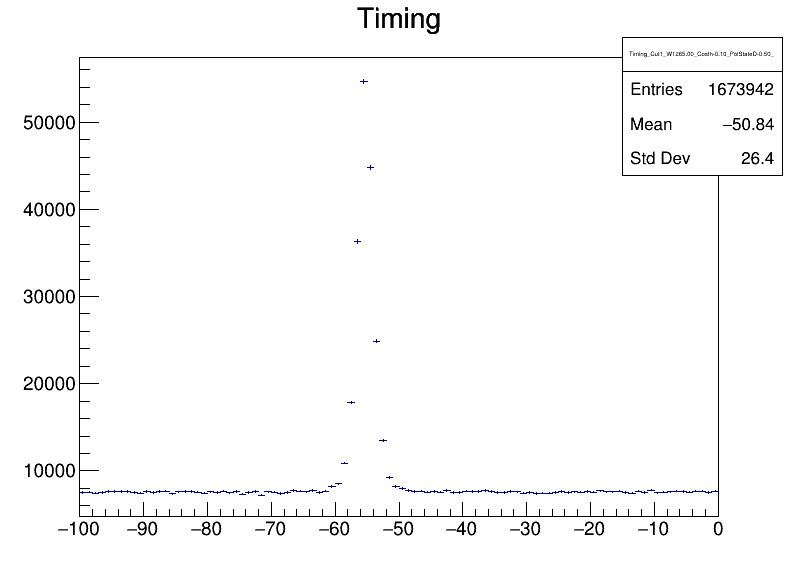 Timing
Timing_Cut1_W1265.00_Costh-0.10_PolStateD-0.50_
Entries 1673942
Mean −50.84
Std Dev 26.4
50000
40000
30000
20000
10000
−100 −90 −80 −70 −60 −50 −40 −30 −20 −10 0